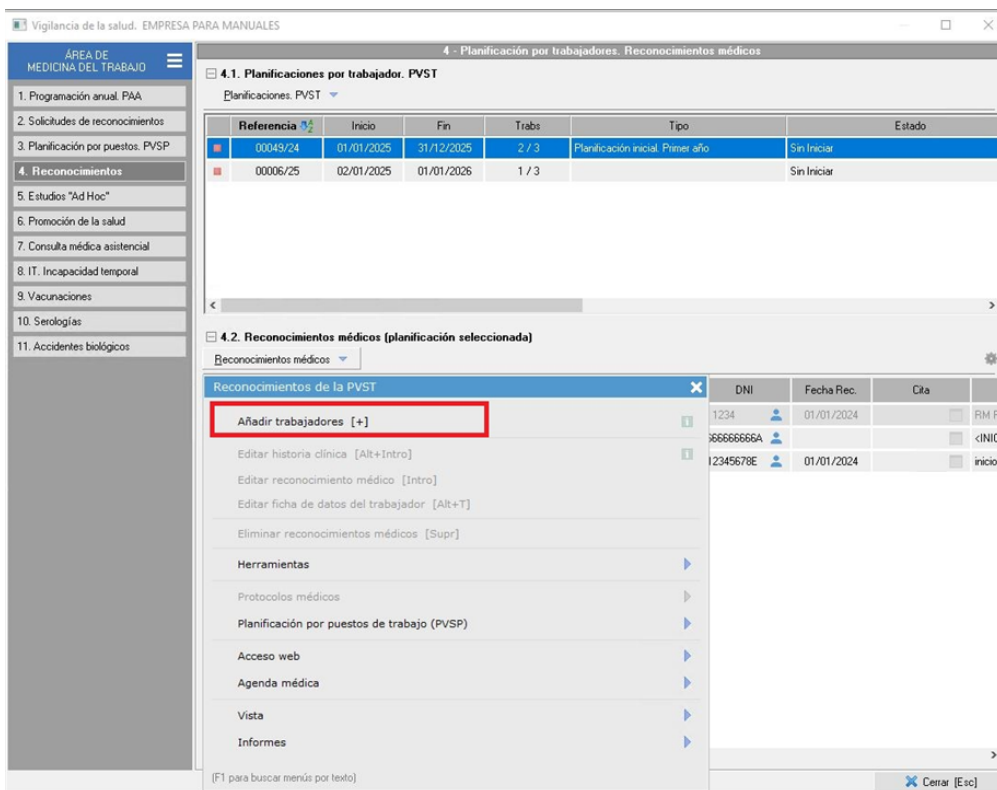 Vigilancia de la salud. EMPRESA PARA MANUALES
ÁREA DE
MEDICINA DEL TRABAJO
1. Programación anual. PAA
2. Solicitudes de reconocimientos
3. Planificación por puestos. PVSP
4. Reconocimientos
5. Estudios "Ad Hoc"
6. Promoción de la salud
7. Consulta médica asistencial
8. IT. Incapacidad temporal
9. Vacunaciones
10. Serologías
11. Accidentes biológicos
4 - Planificación por trabajadores. Reconocimientos médicos
4.1. Planificaciones por trabajador. PVST
Planificaciones. PVST
Referencia Inicio Fin Trabs Tipo Estado
00049/24 01/01/2025 31/12/2025 2 / 3 Planificación inicial. Primer año Sin Iniciar
00006/25 02/01/2025 01/01/2026 1 / 3 Sin Iniciar
4.2. Reconocimientos médicos (planificación seleccionada)
Reconocimientos médicos
DNI Fecha Rec. Cita
1234 01/01/2024 RM
66666666A <INIC
12345678E 01/01/2024 inicio
Reconocimientos de la PVST
Añadir trabajadores [+]
Editar historia clínica [Alt+Intro]
Editar reconocimiento médico [Intro]
Editar ficha de datos del trabajador [Alt+T]
Eliminar reconocimientos médicos [Supr]
Herramientas
Protocolos médicos
Planificación por puestos de trabajo (PVSP)
Acceso web
Agenda médica
Vista
Informes
(F1 para buscar menús por texto)
Cerrar [Esc]